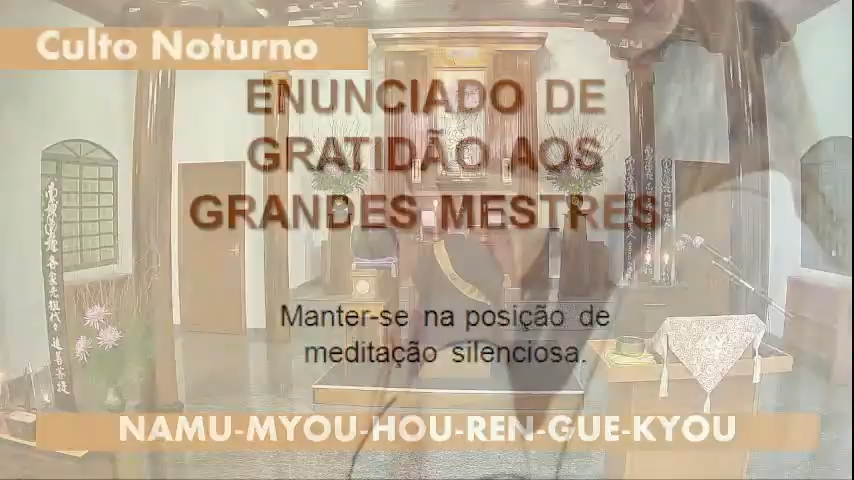 Culto Noturno
ENUNCIADO DE
GRATIDÃO AOS
GRANDES MESTRES
Manter-se na posição de
meditação silenciosa.
NAMU-MYOU-HOU-REN-GUE-KYOU